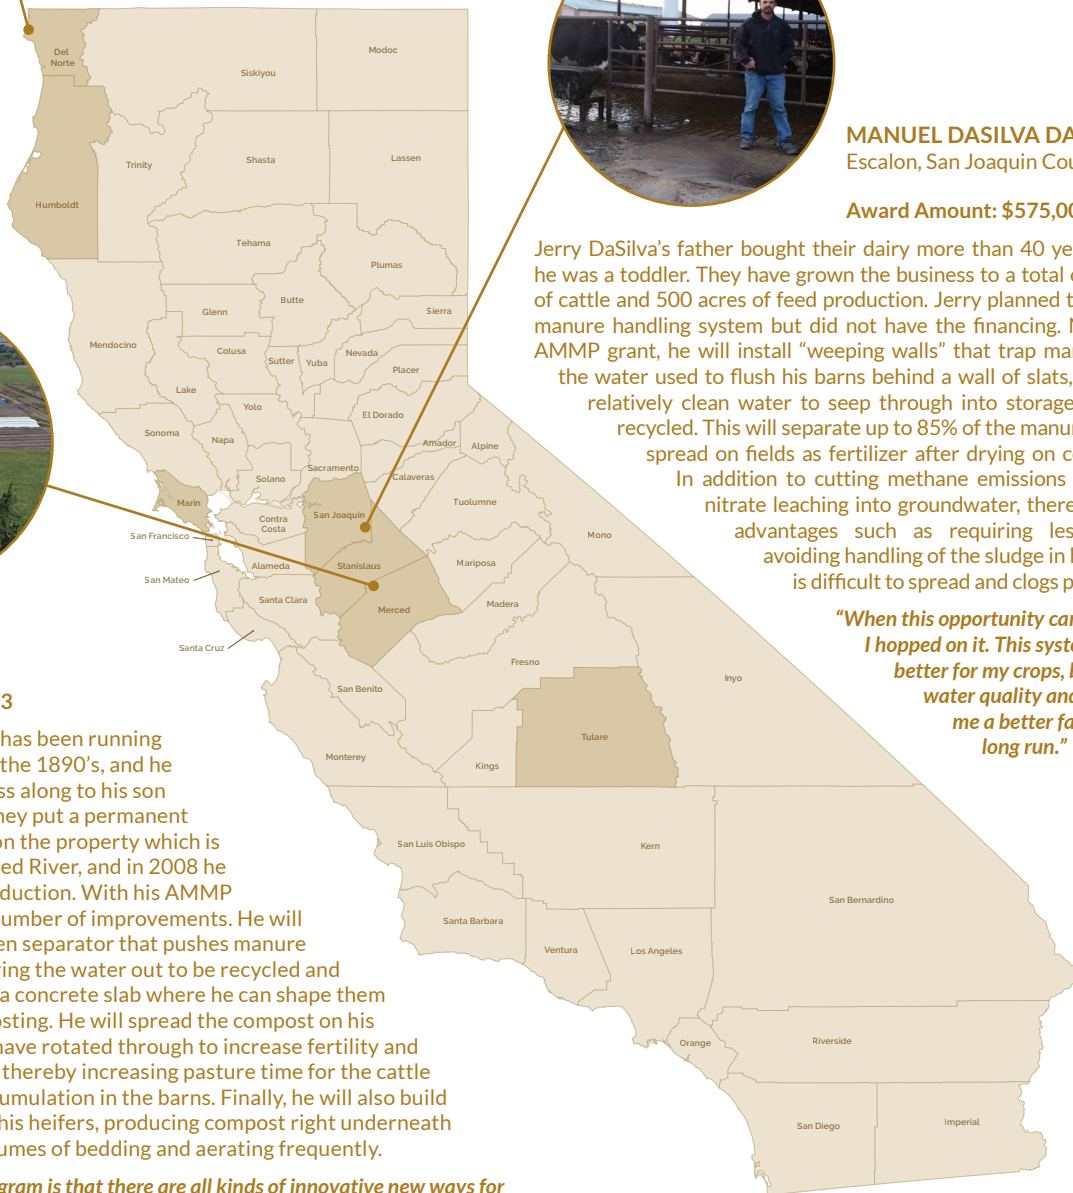 Del
Norte
Siskiyou
Modoc
Trinity
Shasta
Lassen
Humboldt
Tehama
Plumas
Butte
Glenn
Sierra
Mendocino
Colusa
Sutter
Yuba
Nevada
Placer
Lake
Yolo
El Dorado
Sonoma
Napa
Amador
Alpine
Sacramento
Solano
Calaveras
Marin
Contra
Costa
San Joaquin
Tuolumne
Mono
San Francisco
Alameda
Stanislaus
Mariposa
San Mateo
Santa Clara
Merced
Madera
Santa Cruz
Fresno
San Benito
Inyo
Tulare
Monterey
Kings
San Luis Obispo
Kern
San Bernardino
Santa Barbara
Ventura
Los Angeles
Orange
Riverside
San Diego
Imperial
MANUEL DASILVA DA
Escalon, San Joaquin Cou
Award Amount: $575,00
Jerry DaSilva's father bought their dairy more than 40 ye
he was a toddler. They have grown the business to a total
of cattle and 500 acres of feed production. Jerry planned t
manure handling system but did not have the financing.
AMMP grant, he will install “weeping walls” that trap ma
the water used to flush his barns behind a wall of slats,
relatively clean water to seep through into storage
recycled. This will separate up to 85% of the manu
spread on fields as fertilizer after drying on c
In addition to cutting methane emissions
nitrate leaching into groundwater, there
advantages such as requiring les
avoiding handling of the sludge in
is difficult to spread and clogs p
“When this opportunity ca
I hopped on it. This syst
better for my crops,
water quality and
me a better fa
long run.”
3
has been running
the 1890's, and he
ss along to his son
hey put a permanent
on the property which is
ed River, and in 2008 he
duction. With his AMMP
umber of improvements. He will
en separator that pushes manure
ving the water out to be recycled and
a concrete slab where he can shape them
osting. He will spread the compost on his
have rotated through to increase fertility and
thereby increasing pasture time for the cattle
cumulation in the barns. Finally, he will also build
his heifers, producing compost right underneath
umes of bedding and aerating frequently.
gram is that there are all kinds of innovative new ways for